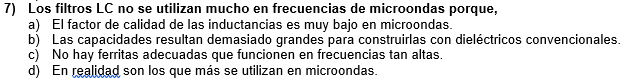 7) Los filtros LC no se utilizan mucho en frecuencias de microondas porque,
a) El factor de calidad de las inductancias es muy bajo en microondas.
b) Las capacidades resultan demasiado grandes para construirlas con dieléctricos convencionales.
c) No hay ferritas adecuadas que funcionen en frecuencias tan altas.
d) En realidad son los que más se utilizan en microondas.